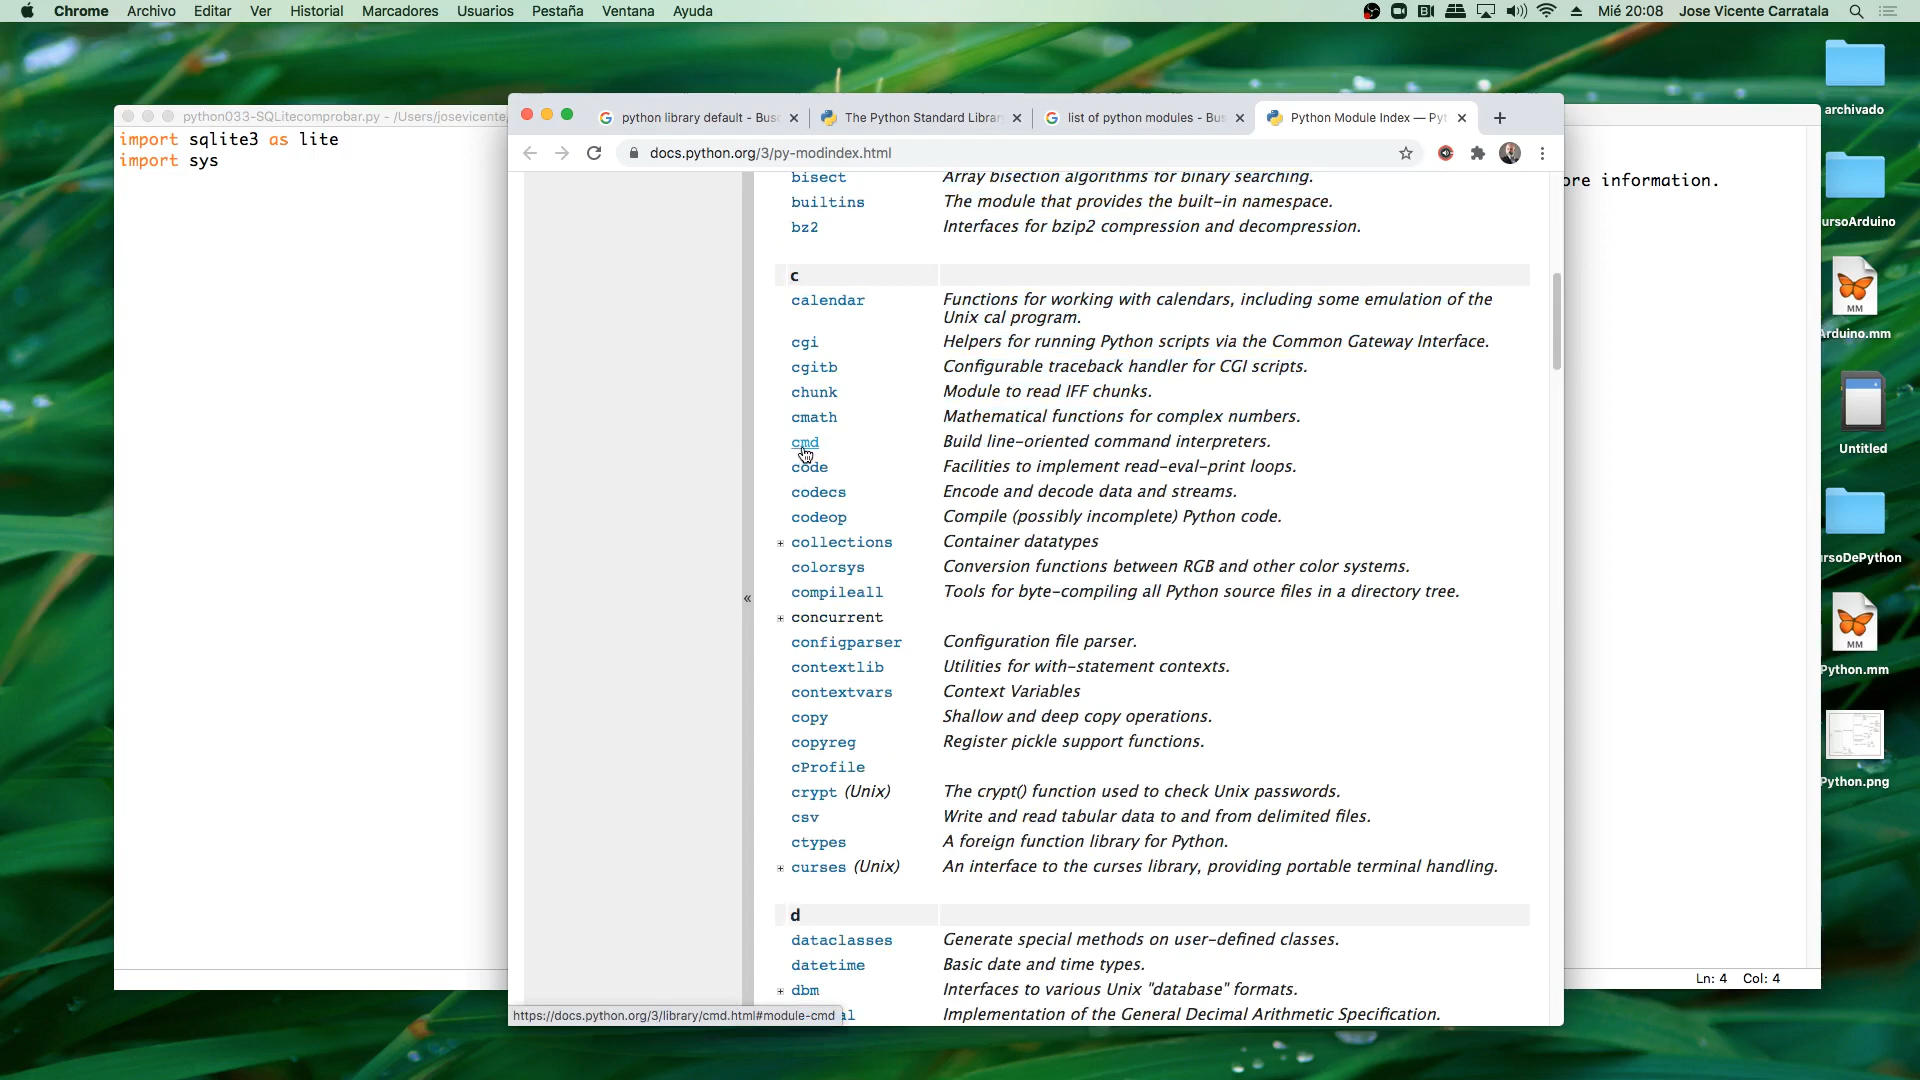 Chrome Archivo Editar Ver Historial Marcadores Usuarios Pestaña Ventana Ayuda
Mié 20:08 Jose Vicente Carratala
python033-SQLitecomprobar.py - /Users/josevicente/
import sqlite3 as lite
import sys
python library default - Bus
The Python Standard Librar
list of python modules - Bus
Python Module Index — Pyt
docs.python.org/3/py-modindex.html
bisect Array bisection algorithms for binary searching.
builtins The module that provides the built-in namespace.
bz2 Interfaces for bzip2 compression and decompression.
c
calendar Functions for working with calendars, including some emulation of the
Unix cal program.
cgi Helpers for running Python scripts via the Common Gateway Interface.
cgitb Configurable traceback handler for CGI scripts.
chunk Module to read IFF chunks.
cmath Mathematical functions for complex numbers.
cmd Build line-oriented command interpreters.
code Facilities to implement read-eval-print loops.
codecs Encode and decode data and streams.
codeop Compile (possibly incomplete) Python code.
+ collections Container datatypes
colorsys Conversion functions between RGB and other color systems.
compileall Tools for byte-compiling all Python source files in a directory tree.
«
+ concurrent
configparser Configuration file parser.
contextlib Utilities for with-statement contexts.
contextvars Context Variables
copy Shallow and deep copy operations.
copyreg Register pickle support functions.
cProfile
crypt (Unix) The crypt() function used to check Unix passwords.
csv Write and read tabular data to and from delimited files.
ctypes A foreign function library for Python.
+ curses (Unix) An interface to the curses library, providing portable terminal handling.
d
dataclasses Generate special methods on user-defined classes.
datetime Basic date and time types.
+ dbm Interfaces to various Unix "database" formats.
al Implementation of the General Decimal Arithmetic Specification.
https://docs.python.org/3/library/cmd.html#module-cmd
ore information.
Ln: 4 Col: 4
archivado
ursoArduino
MM
Arduino.mm
Untitled
ursoDePython
MM
Python.mm
Python.png